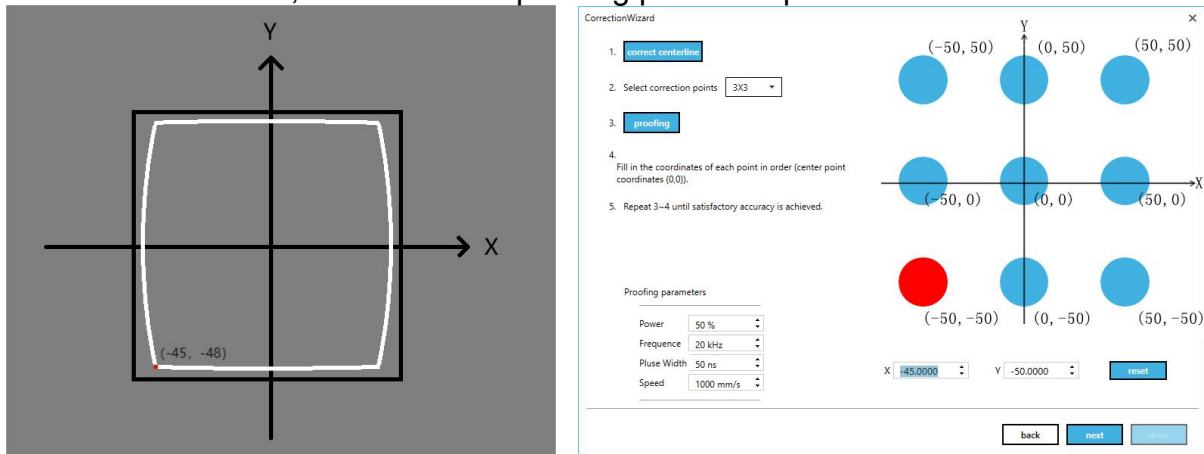 Y
X
(-45, -48)
CorrectionWizard
×
1. correct centerline
2. Select correction points 3X3
3. proofing
4.
Fill in the coordinates of each point in order (center point
coordinates (0,0)).
5. Repeat 3~4 until satisfactory accuracy is achieved.
Proofing parameters
Power 50 %
Frequence 20 kHz
Pluse Width 50 ns
Speed 1000 mm/s
Y
(-50, 50) (0, 50) (50, 50)
X
(-50, 0) (0, 0) (50, 0)
(-50, -50) (0, -50) (50, -50)
X -45.0000 Y -50.0000 reset
back next done